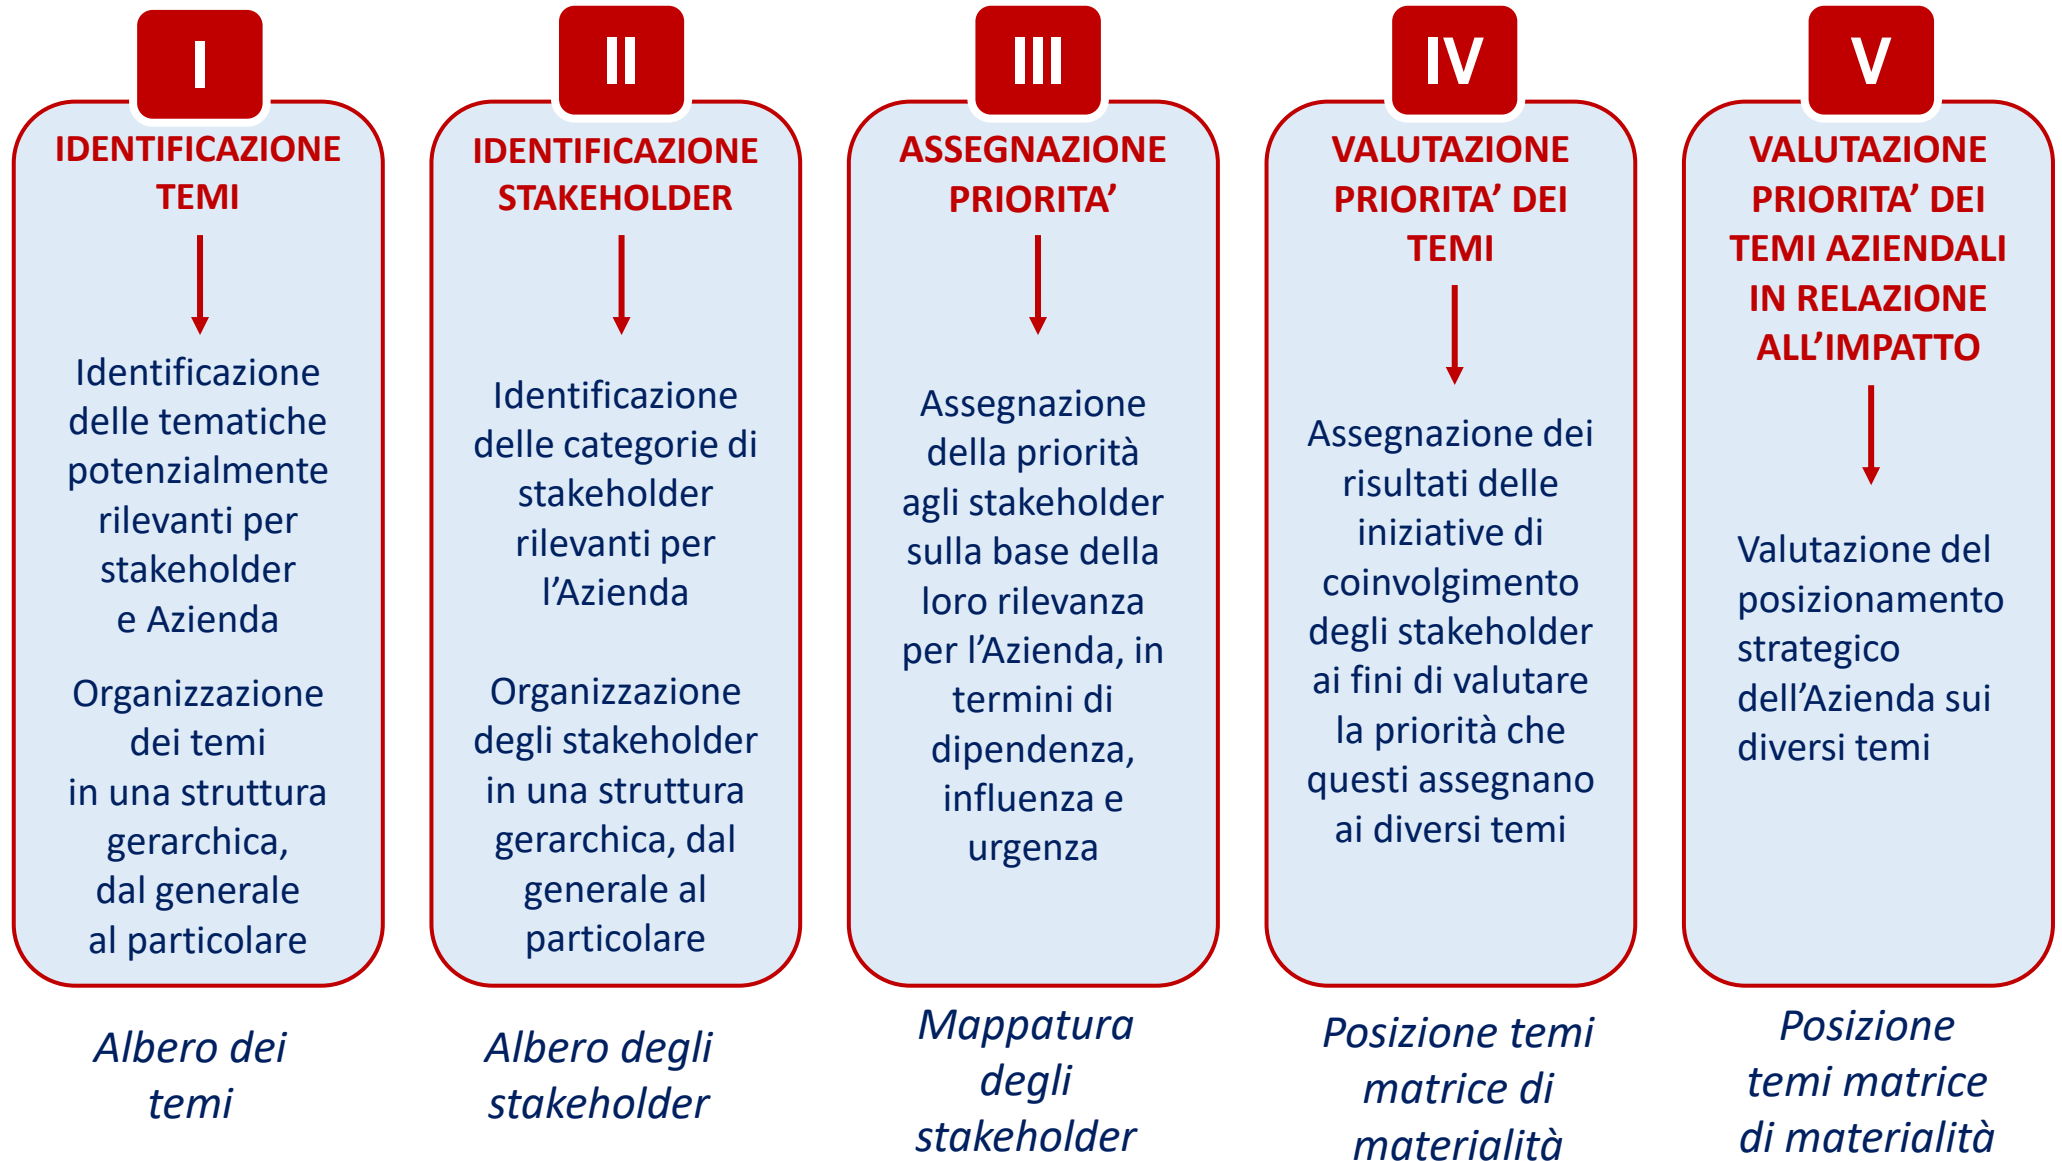 I
IDENTIFICAZIONE
TEMI
Identificazione
delle tematiche
potenzialmente
rilevanti per
stakeholder
e Azienda
Organizzazione
dei temi
in una struttura
gerarchica,
dal generale
al particolare
Albero dei
temi
II
IDENTIFICAZIONE
STAKEHOLDER
Identificazione
delle categorie di
stakeholder
rilevanti per
l’Azienda
Organizzazione
degli stakeholder
in una struttura
gerarchica, dal
generale al
particolare
Albero degli
stakeholder
III
ASSEGNAZIONE
PRIORITA’
Assegnazione
della priorità
agli stakeholder
sulla base della
loro rilevanza
per l’Azienda, in
termini di
dipendenza,
influenza e
urgenza
Mappatura
degli
stakeholder
IV
VALUTAZIONE
PRIORITA’ DEI
TEMI
Assegnazione dei
risultati delle
iniziative di
coinvolgimento
degli stakeholder
ai fini di valutare
la priorità che
questi assegnano
ai diversi temi
Posizione temi
matrice di
materialità
V
VALUTAZIONE
PRIORITA’ DEI
TEMI AZIENDALI
IN RELAZIONE
ALL’IMPATTO
Valutazione del
posizionamento
strategico
dell’Azienda sui
diversi temi
Posizione
temi matrice
di materialità